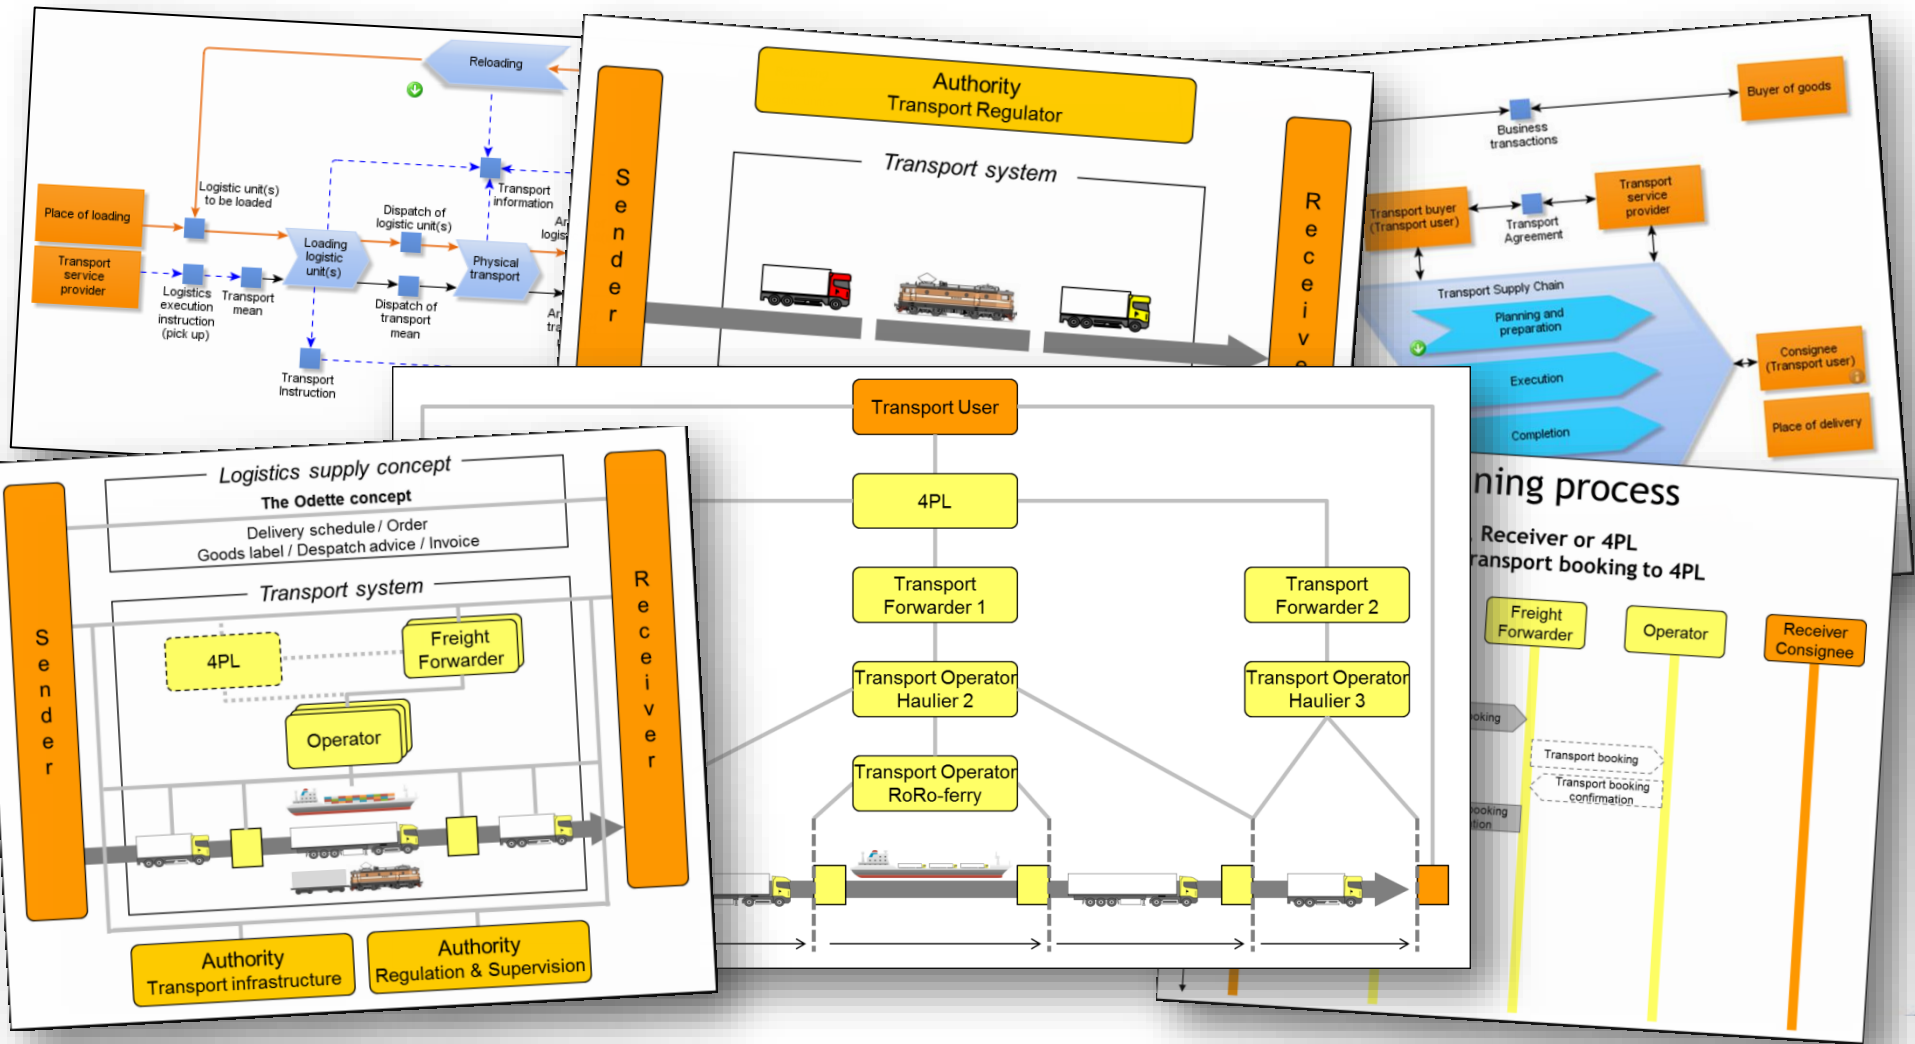 Reloading
Logistic unit(s)
to be loaded
Transport
information
Place of loading
Dispatch of
logistic unit(s)
Loading
logistic
unit(s)
Physical
transport
Transport
service
provider
Logistics
execution
instruction
(pick up)
Transport
mean
Dispatch of
transport
mean
Transport
Instruction
Authority
Transport Regulator
Transport system
Sender
Receive
Buyer of goods
Business
transactions
Transport buyer
(Transport user)
Transport
Agreement
Transport
service
provider
Transport Supply Chain
Planning and
preparation
Execution
Completion
Consignee
(Transport user)
Place of delivery
Transport User
4PL
Transport
Forwarder 1
Transport
Forwarder 2
Transport Operator
Haulier 2
Transport Operator
Haulier 3
Transport Operator
RoRo-ferry
Logistics supply concept
The Odette concept
Delivery schedule / Order
Goods label / Despatch advice / Invoice
Transport system
Sender
Receiver
4PL
Freight
Forwarder
Operator
Authority
Transport infrastructure
Authority
Regulation & Supervision
ning process
Receiver or 4PL
ransport booking to 4PL
Freight
Forwarder
Operator
Receiver
Consignee
ooking
Transport booking
Transport booking
confirmation
ooking
tion